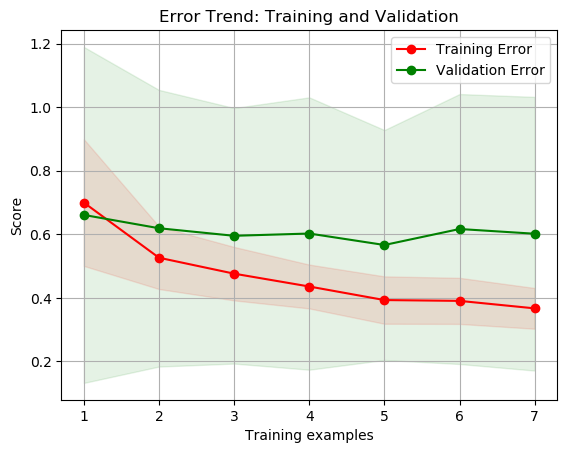 Error Trend: Training and Validation
Training Error
Validation Error
Score
1.2
1.0
0.8
0.6
0.4
0.2
1 2 3 4 5 6 7
Training examples